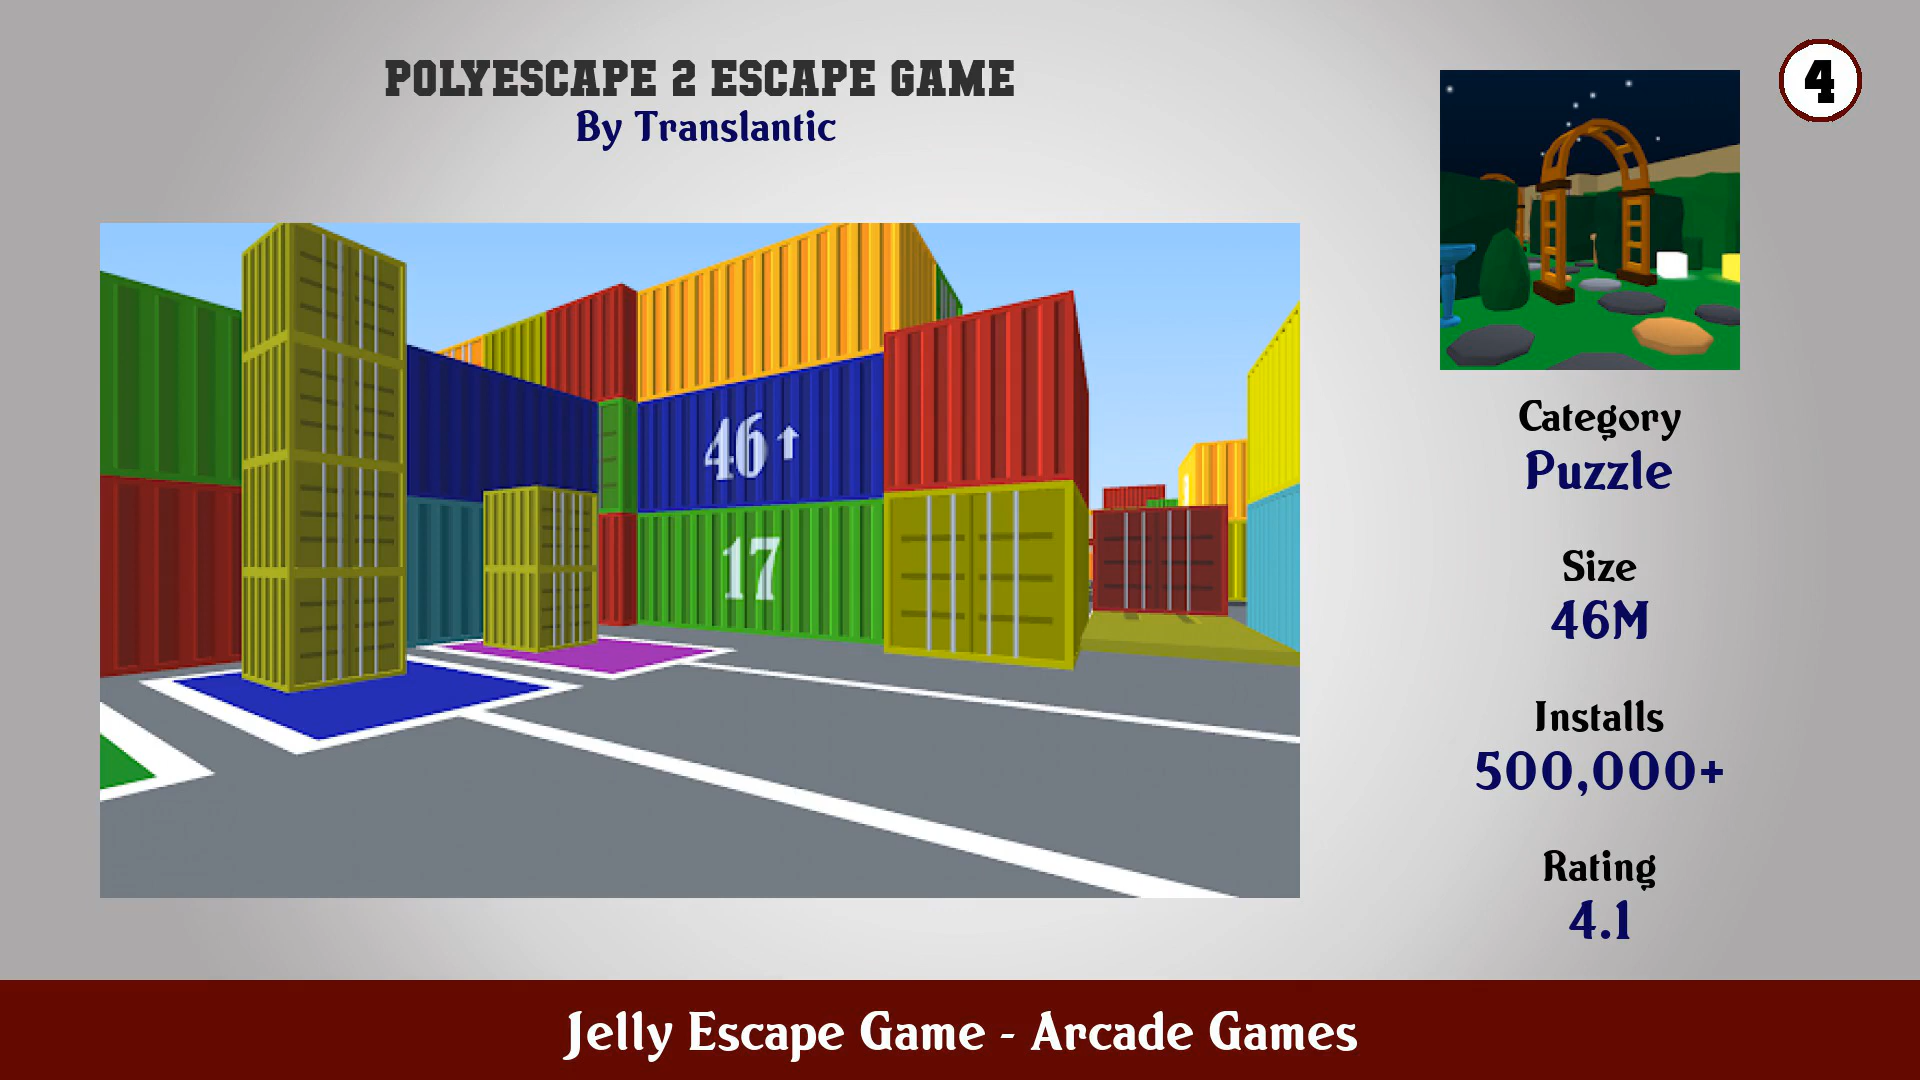 POLYESCAPE 2 ESCAPE GAME
By Translantic
4
46↑
17
Category
Puzzle
Size
46M
Installs
500,000+
Rating
4.1
Jelly Escape Game - Arcade Games